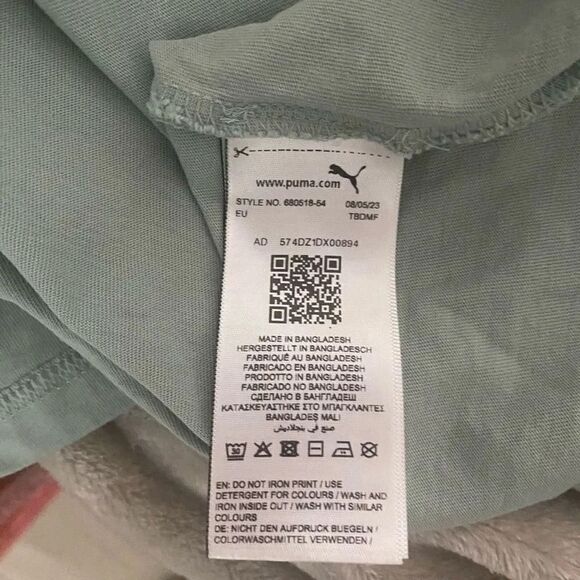 www.puma.com
STYLE NO. 680518-54 08/05/23
EU TBDMF
AD 574DZ1DX00894
MADE IN BANGLADESH
HERGESTELLT IN BANGLADESCH
FABRIQUÉ AU BANGLADESH
FABRICADO EN BANGLADESH
PRODOTTO IN BANGLADESH
FABRICADO NO BANGLADESH
СДЕЛАНО В БАНГЛАДЕШ
ΚΑΤΑΣΚΕΥΑΣΤΗΚΕ ΣΤΟ ΜΠΑΓΚΛΑΝΤΕΣ
BANGLADEŞ MALI
صنع في بنجلاديش
30
EN: DO NOT IRON PRINT / USE
DETERGENT FOR COLOURS / WASH AND
IRON INSIDE OUT / WASH WITH SIMILAR
COLOURS
DE: NICHT DEN AUFDRUCK BUEGELN /
COLORWASCHMITTEL VERWENDEN /